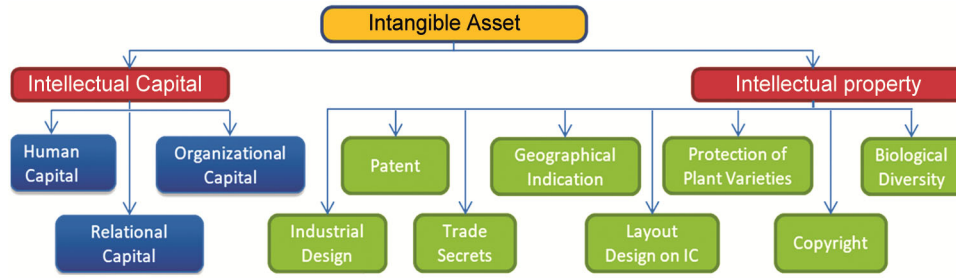 Intangible Asset
Intellectual Capital
Intellectual property
Human
Capital
Organizational
Capital
Patent
Geographical
Indication
Protection of
Plant Varieties
Biological
Diversity
Relational
Capital
Industrial
Design
Trade
Secrets
Layout
Design on IC
Copyright